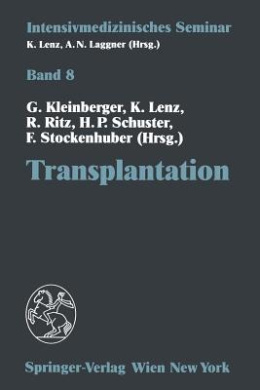 Intensivmedizinisches Seminar
K. Lenz, A. N. Laggner (Hrsg.)
Band 8
G. Kleinberger, K. Lenz,
R. Ritz, H. P. Schuster,
F. Stockenhuber (Hrsg.)
Transplantation
Springer-Verlag Wien New York